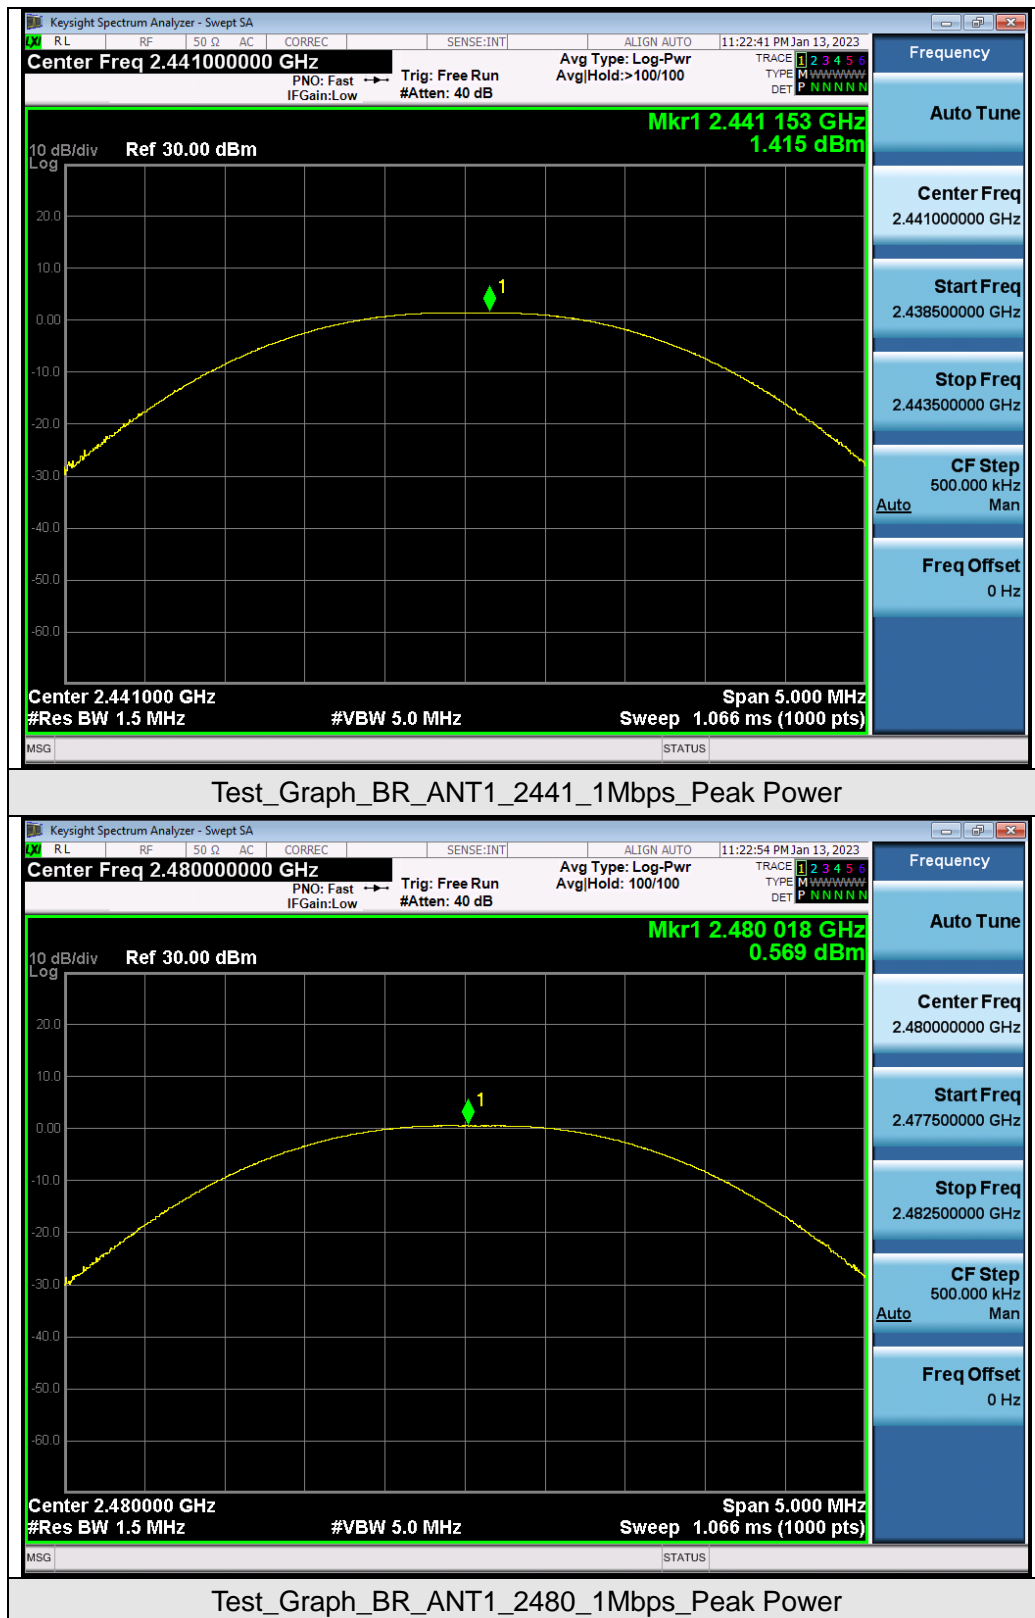 Keysight Spectrum Analyzer - Swept SA
LXI RL RF 50 Ω AC CORREC SENSE:INT ALIGN AUTO 11:22:41 PM Jan 13, 2023
Center Freq 2.441000000 GHz
PNO: Fast
IFGain:Low
Trig: Free Run
#Atten: 40 dB
Avg Type: Log-Pwr
Avg|Hold:>100/100
TRACE 1 2 3 4 5 6
TYPE M WWWWW
DET P N N N N N
Mkr1 2.441 153 GHz
1.415 dBm
10 dB/div Ref 30.00 dBm
Log
20.0
10.0
1
0.00
-10.0
-20.0
-30.0
-40.0
-50.0
-60.0
Center 2.441000 GHz Span 5.000 MHz
#Res BW 1.5 MHz #VBW 5.0 MHz Sweep 1.066 ms (1000 pts)
MSG STATUS
Frequency
Auto Tune
Center Freq
2.441000000 GHz
Start Freq
2.438500000 GHz
Stop Freq
2.443500000 GHz
CF Step
500.000 kHz
Auto Man
Freq Offset
0 Hz
Test_Graph_BR_ANT1_2441_1Mbps_Peak Power
Keysight Spectrum Analyzer - Swept SA
LXI RL RF 50 Ω AC CORREC SENSE:INT ALIGN AUTO 11:22:54 PM Jan 13, 2023
Center Freq 2.480000000 GHz
PNO: Fast
IFGain:Low
Trig: Free Run
#Atten: 40 dB
Avg Type: Log-Pwr
Avg|Hold: 100/100
TRACE 1 2 3 4 5 6
TYPE M WWWWW
DET P N N N N N
Mkr1 2.480 018 GHz
0.569 dBm
10 dB/div Ref 30.00 dBm
Log
20.0
10.0
1
0.00
-10.0
-20.0
-30.0
-40.0
-50.0
-60.0
Center 2.480000 GHz Span 5.000 MHz
#Res BW 1.5 MHz #VBW 5.0 MHz Sweep 1.066 ms (1000 pts)
MSG STATUS
Frequency
Auto Tune
Center Freq
2.480000000 GHz
Start Freq
2.477500000 GHz
Stop Freq
2.482500000 GHz
CF Step
500.000 kHz
Auto Man
Freq Offset
0 Hz
Test_Graph_BR_ANT1_2480_1Mbps_Peak Power